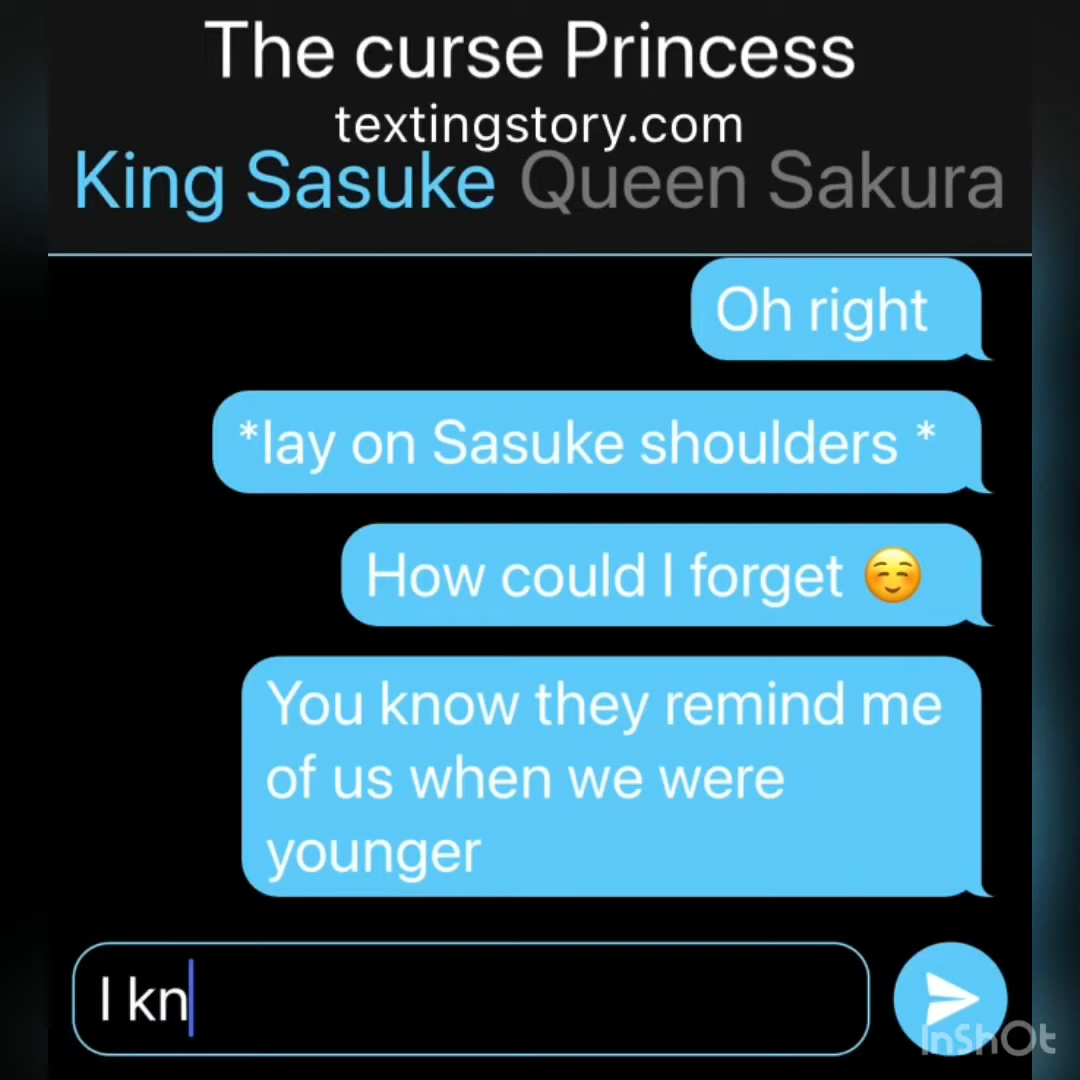 The curse Princess
textingstory.com
King Sasuke Queen Sakura
Oh right
*lay on Sasuke shoulders *
How could I forget ☺️
You know they remind me
of us when we were
younger
I kn
InShOt